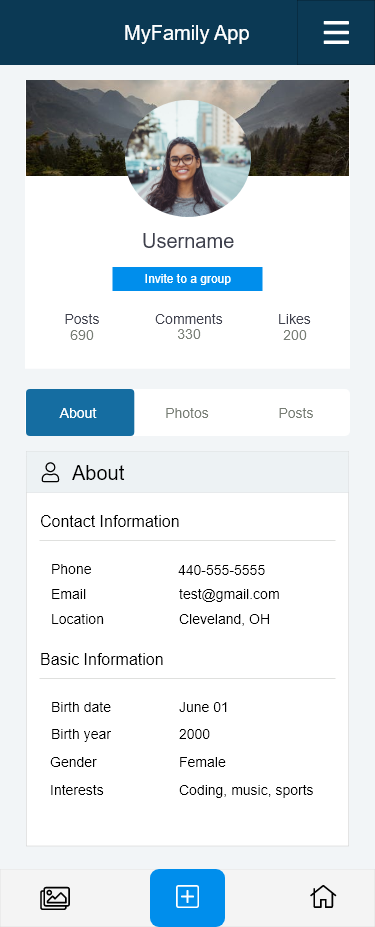 MyFamily App
Username
Invite to a group
Posts Comments Likes
690 330 200
About Photos Posts
About
Contact Information
Phone 440-555-5555
Email test@gmail.com
Location Cleveland, OH
Basic Information
Birth date June 01
Birth year 2000
Gender Female
Interests Coding, music, sports